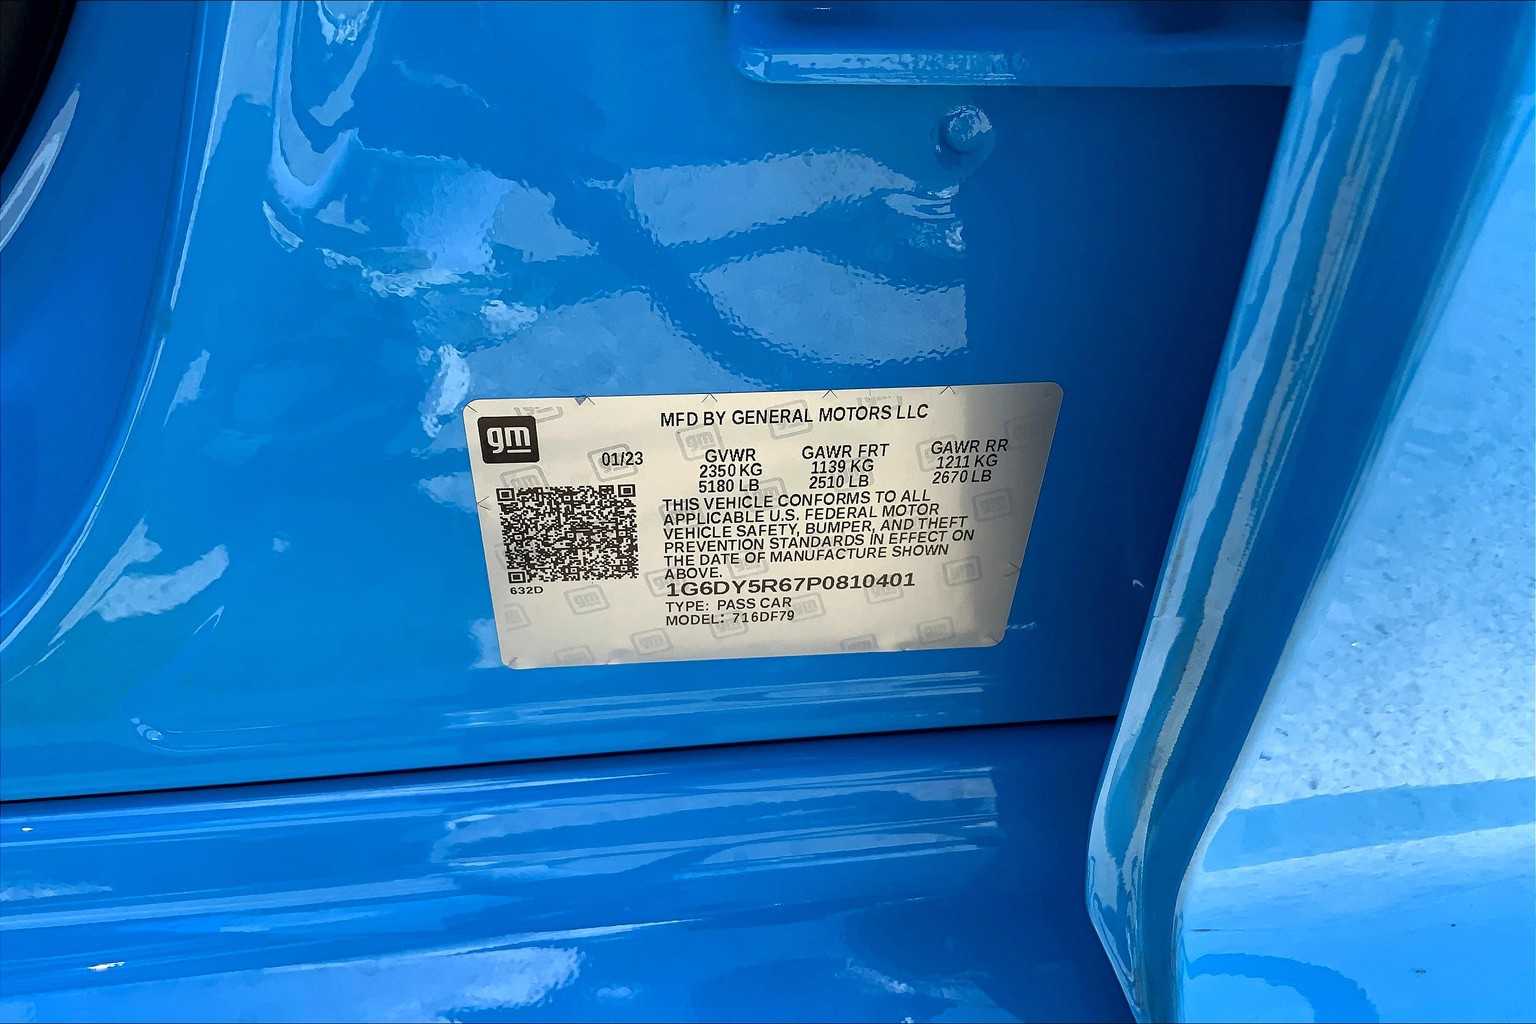 gm
MFD BY GENERAL MOTORS LLC
01/23
GVWR GAWR FRT GAWR RR
2350 KG 1139 KG 1211 KG
5180 LB 2510 LB 2670 LB
THIS VEHICLE CONFORMS TO ALL
APPLICABLE U.S. FEDERAL MOTOR
VEHICLE SAFETY, BUMPER, AND THEFT
PREVENTION STANDARDS IN EFFECT ON
THE DATE OF MANUFACTURE SHOWN
ABOVE.
632D
1G6DY5R67P0810401
TYPE: PASS CAR
MODEL: 716DF79